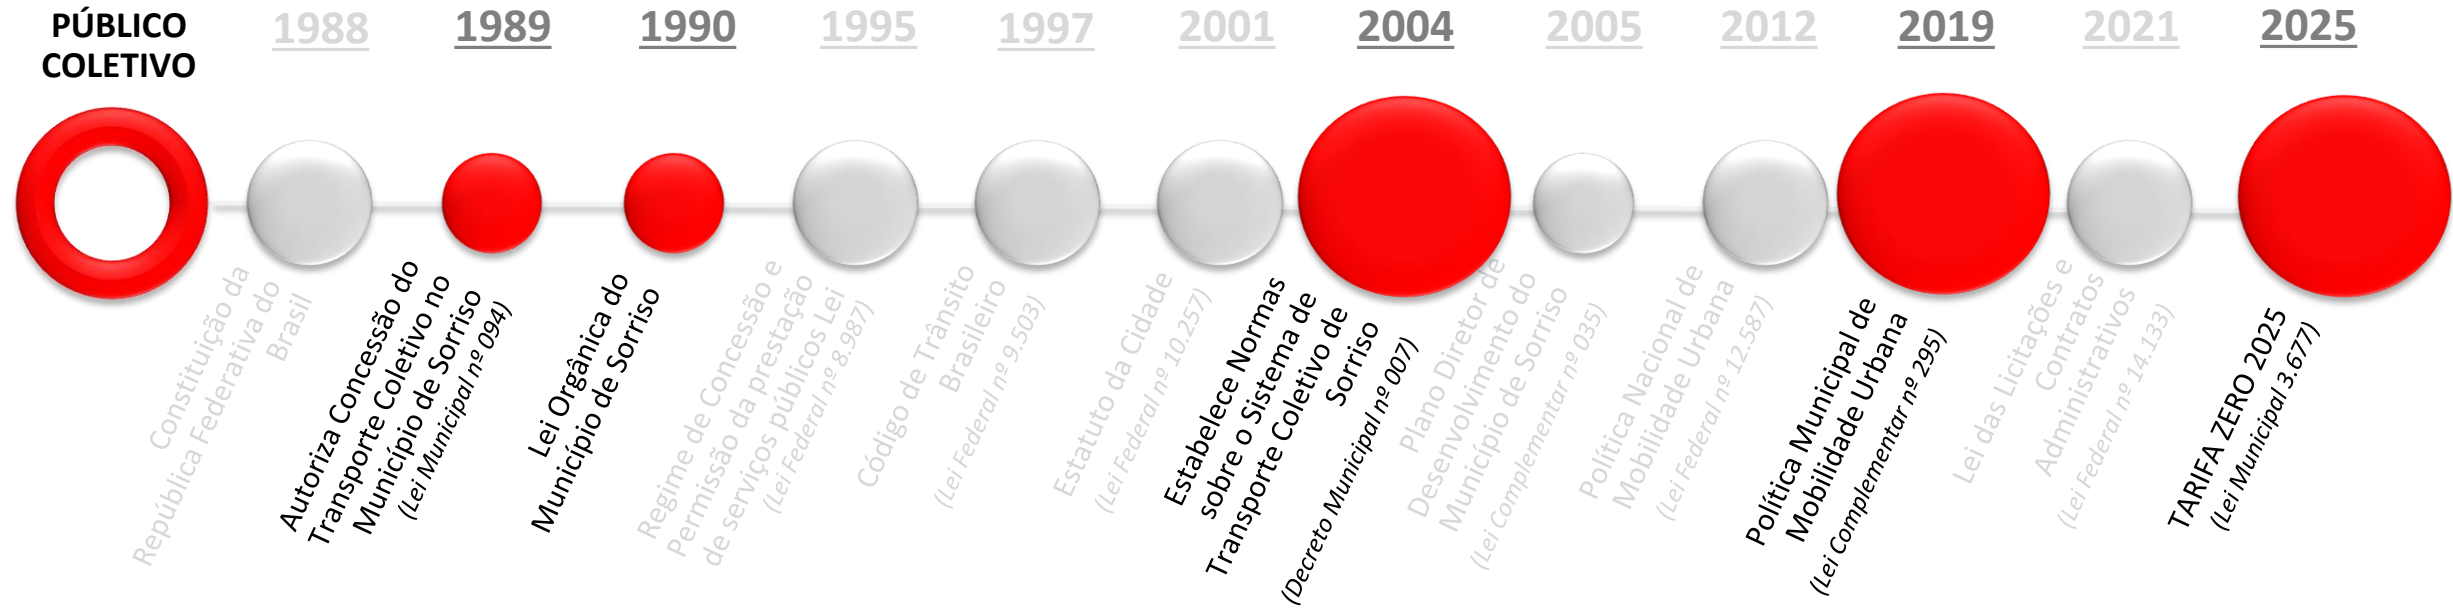 PÚBLICO
COLETIVO
1988
1989
1990
1995
1997
2001
2004
2005
2012
2019
2021
2025
Constituição da
República Federativa do
Brasil
Autoriza Concessão do
Transporte Coletivo no
Município de Sorriso
(Lei Municipal nº 094)
Lei Orgânica do
Município de Sorriso
Regime de Concessão e
Permissão da prestação
de serviços públicos Lei
(Lei Federal nº 8.987)
Código de Trânsito
Brasileiro
(Lei Federal nº 9.503)
Estatuto da Cidade
(Lei Federal nº 10.257)
Estabelece Normas
sobre o Sistema de
Transporte Coletivo de
Sorriso
(Decreto Municipal nº 007)
Plano Diretor de
Desenvolvimento do
Município de Sorriso
(Lei Complementar nº 035)
Política Nacional de
Mobilidade Urbana
(Lei Federal nº 12.587)
Política Municipal de
Mobilidade Urbana
(Lei Complementar nº 295)
Lei das Licitações e
Contratos
Administrativos
(Lei Federal nº 14.133)
TARIFA ZERO 2025
(Lei Municipal 3.677)